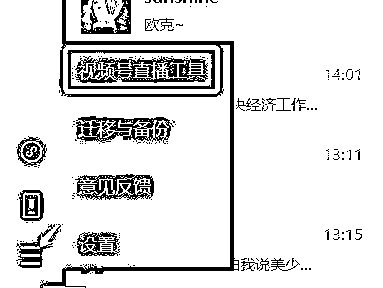 sunshine
欧克~
视频号直播工具
14:01
央经济工作...
迁移与备份
13:11
意见反馈
13:15
设置
我说美少...